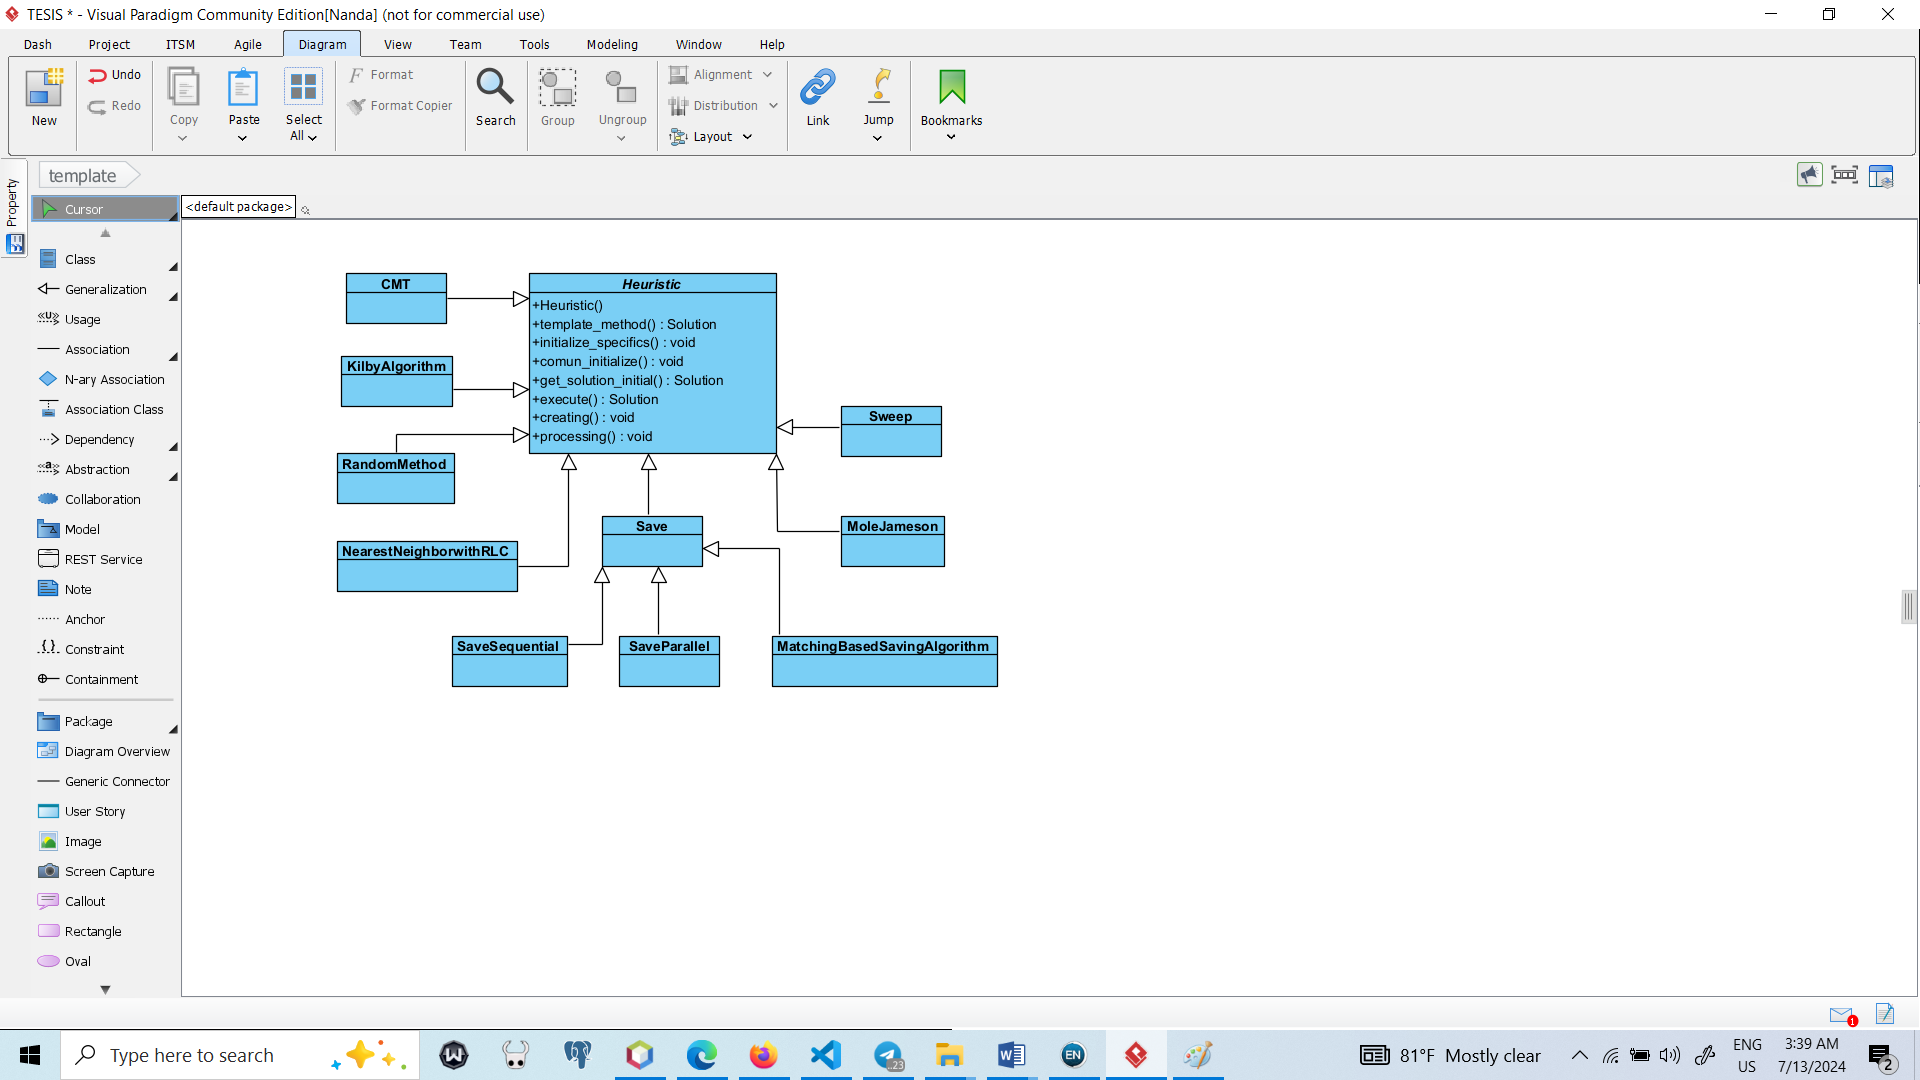 TESIS * - Visual Paradigm Community Edition[Nanda] (not for commercial use)
Dash Project ITSM Agile Diagram View Team Tools Modeling Window Help
New
Undo
Redo
Copy
Paste
Select
All
Format
Format Copier
Search
Group
Ungroup
Alignment
Distribution
Layout
Link
Jump
Bookmarks
Property
template
<default package>
Cursor
Class
Generalization
<<U>>
Usage
Association
N-ary Association
Association Class
Dependency
<<a>>
Abstraction
Collaboration
Model
REST Service
Note
Anchor
Constraint
Containment
Package
Diagram Overview
Generic Connector
User Story
Image
Screen Capture
Callout
Rectangle
Oval
CMT
KilbyAlgorithm
RandomMethod
NearestNeighborwithRLC
Heuristic
+Heuristic()
+template_method() : Solution
+initialize_specifics() : void
+comun_initialize() : void
+get_solution_initial() : Solution
+execute() : Solution
+creating() : void
+processing() : void
Sweep
Save
MoleJameson
SaveSequential
SaveParallel
MatchingBasedSavingAlgorithm
1
Type here to search
W
..23
W
EN
81°F Mostly clear
ENG
US
3:39 AM
7/13/2024
2